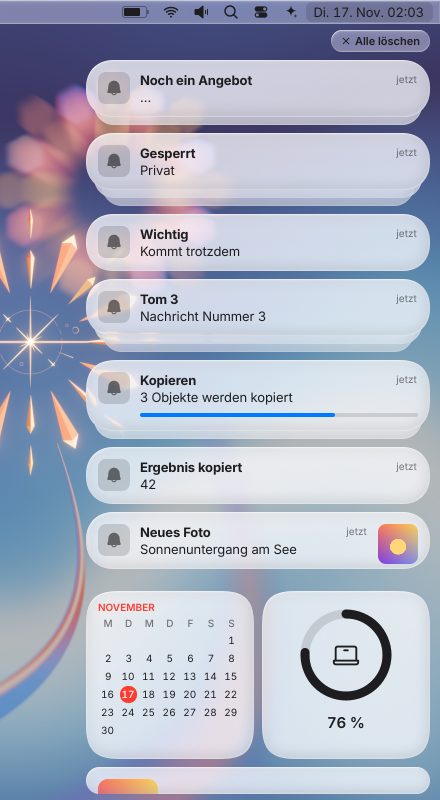 Di. 17. Nov. 02:03
× Alle löschen
Noch ein Angebot jetzt
...
Gesperrt jetzt
Privat
Wichtig jetzt
Kommt trotzdem
Tom 3 jetzt
Nachricht Nummer 3
Kopieren jetzt
3 Objekte werden kopiert
Ergebnis kopiert jetzt
42
Neues Foto jetzt
Sonnenuntergang am See
NOVEMBER
M D M D F S S
1
2 3 4 5 6 7 8
9 10 11 12 13 14 15
16 17 18 19 20 21 22
23 24 25 26 27 28 29
30
76 %